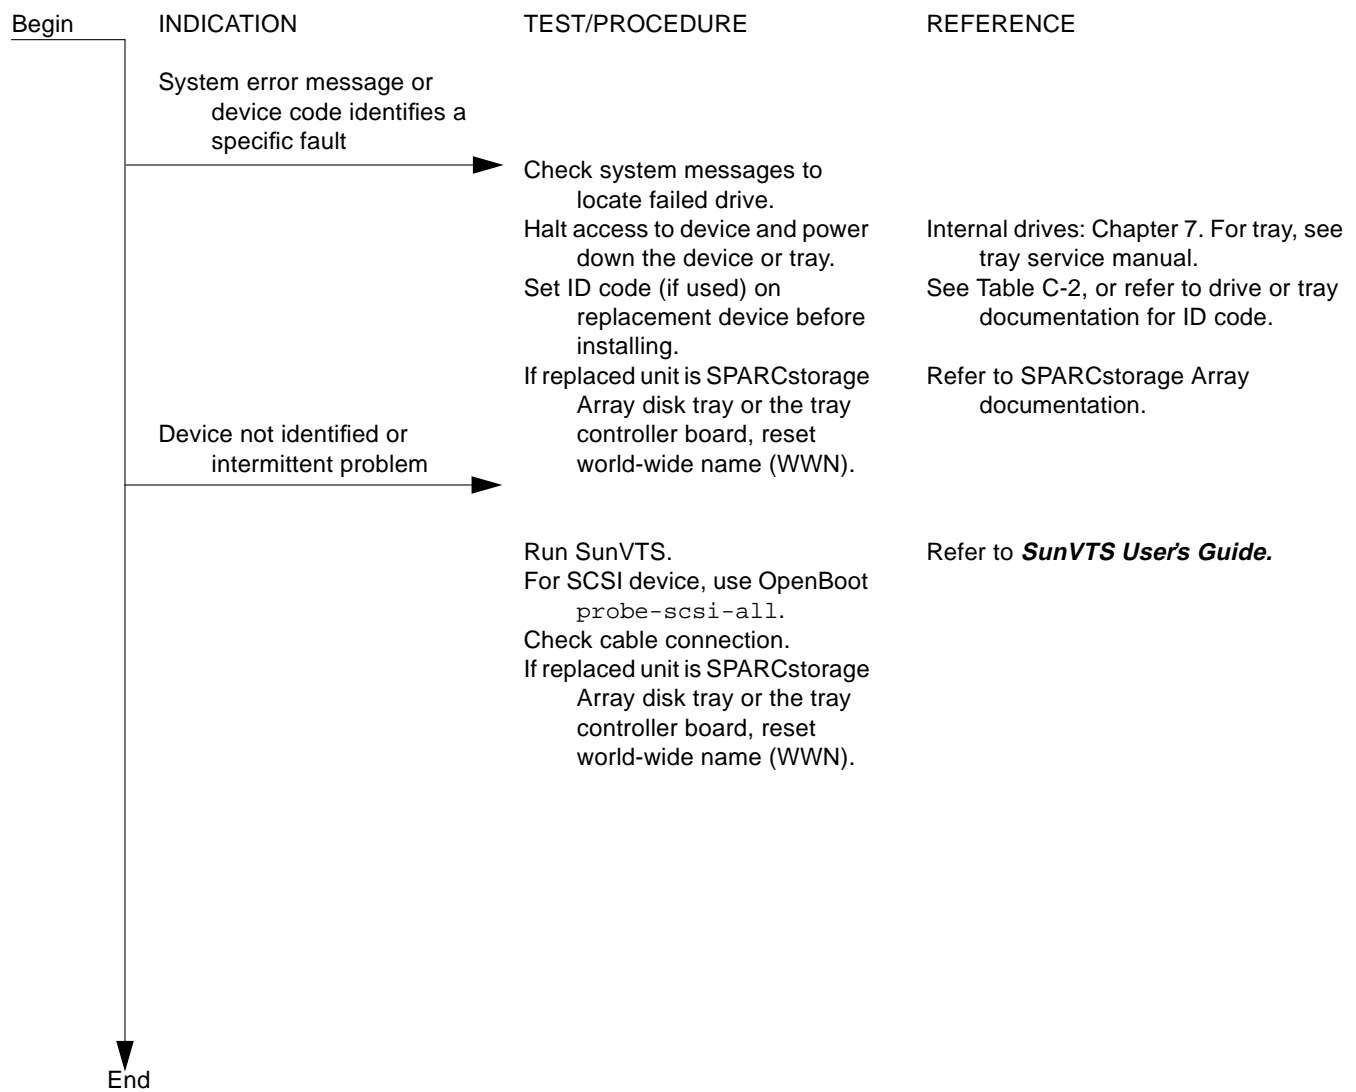 Begin INDICATION TEST/PROCEDURE REFERENCE
System error message or
device code identifies a
specific fault
Check system messages to
locate failed drive.
Halt access to device and power
down the device or tray.
Internal drives: Chapter 7. For tray, see
tray service manual.
Set ID code (if used) on
replacement device before
installing.
See Table C-2, or refer to drive or tray
documentation for ID code.
If replaced unit is SPARCstorage
Array disk tray or the tray
controller board, reset
world-wide name (WWN).
Refer to SPARCstorage Array
documentation.
Device not identified or
intermittent problem
Run SunVTS.
Refer to SunVTS User's Guide.
For SCSI device, use OpenBoot
probe-scsi-all.
Check cable connection.
If replaced unit is SPARCstorage
Array disk tray or the tray
controller board, reset
world-wide name (WWN).
End